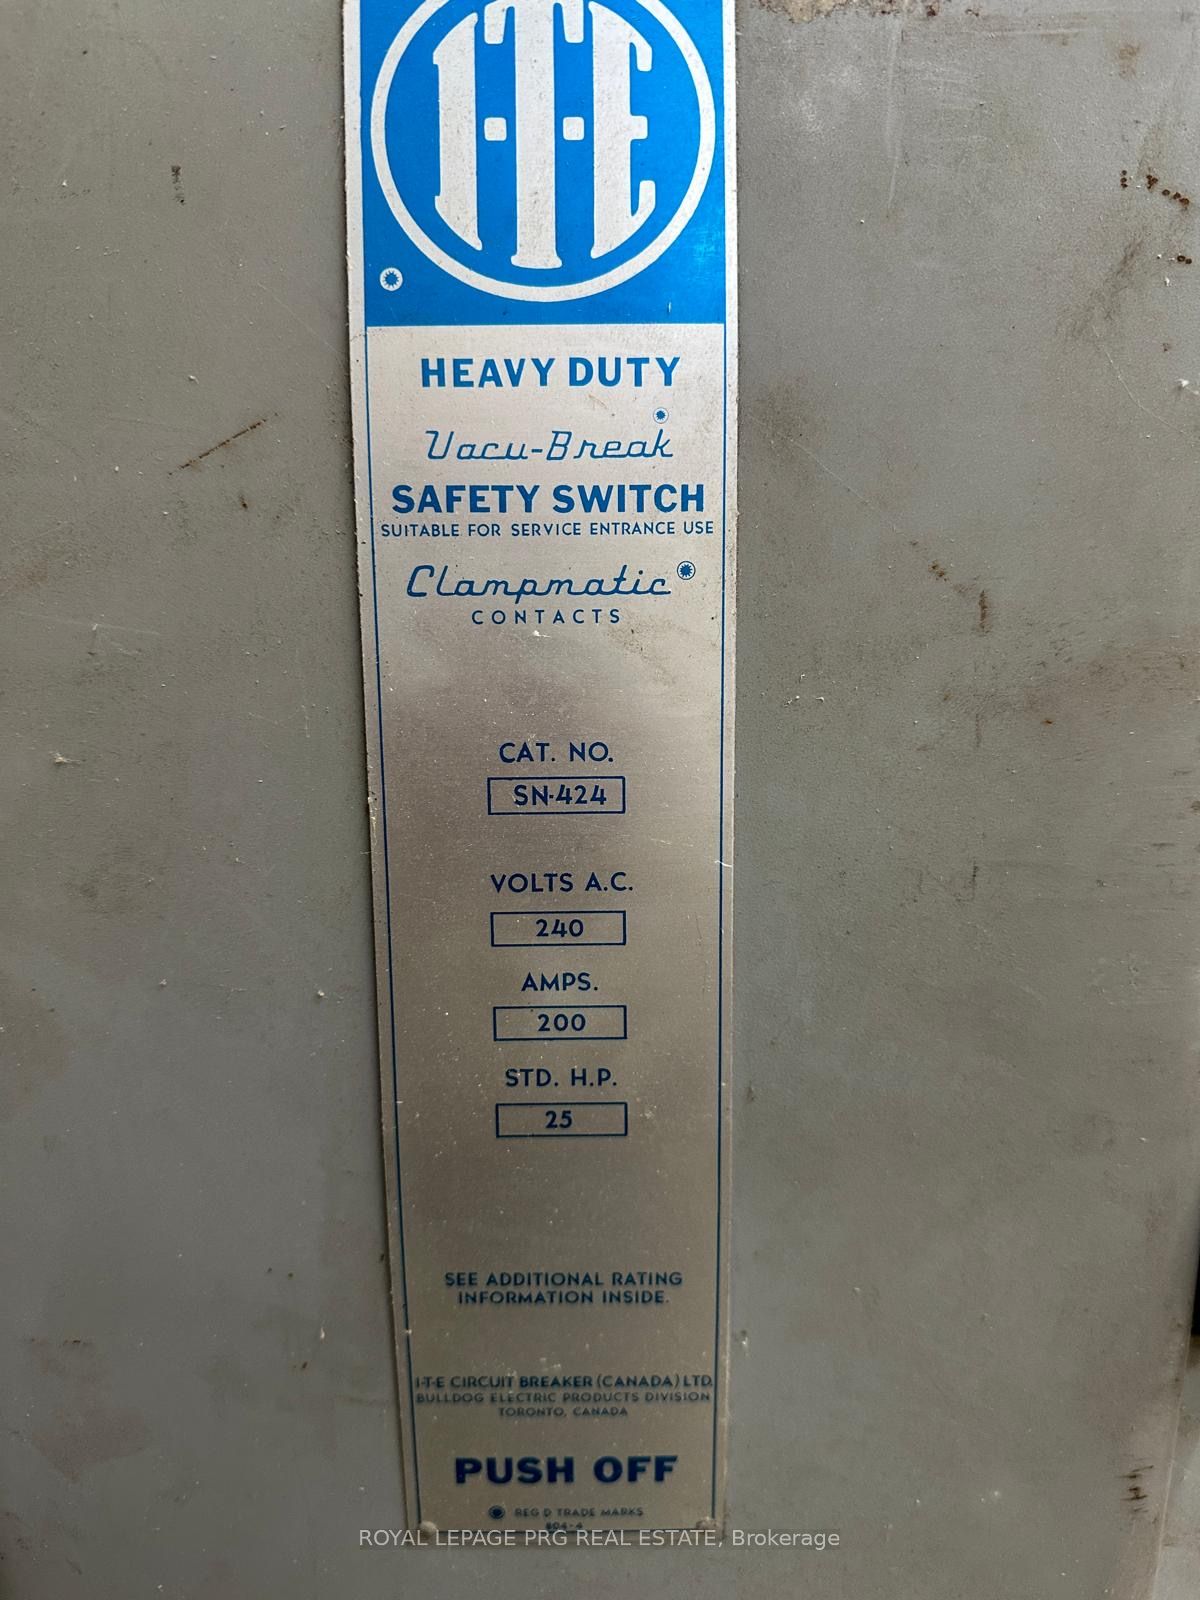 I-T-E
HEAVY DUTY
Vacu-Break
SAFETY SWITCH
SUITABLE FOR SERVICE ENTRANCE USE
Clampmatic
CONTACTS
CAT. NO.
SN-424
VOLTS A.C.
240
AMPS.
200
STD. H.P.
25
SEE ADDITIONAL RATING
INFORMATION INSIDE.
I-T-E CIRCUIT BREAKER (CANADA) LTD.
BULLDOG ELECTRIC PRODUCTS DIVISION
TORONTO, CANADA
PUSH OFF
REG'D TRADE MARKS
ROYAL LEPAGE PRG REAL ESTATE, Brokerage